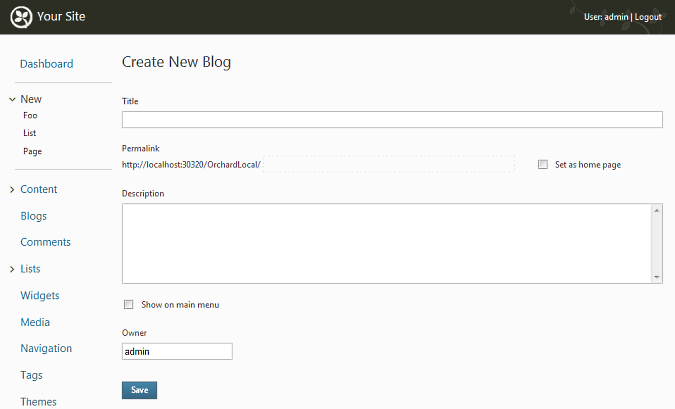 Your Site
User: admin | Logout
Dashboard
New
Foo
List
Page
Content
Blogs
Comments
Lists
Widgets
Media
Navigation
Tags
Themes
Create New Blog
Title
Permalink
http://localhost:30320/OrchardLocal/
Set as home page
Description
Show on main menu
Owner
admin
Save